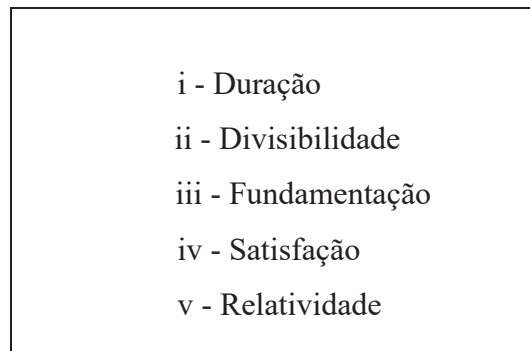 i - Duração
ii - Divisibilidade
iii - Fundamentação
iv - Satisfação
v - Relatividade